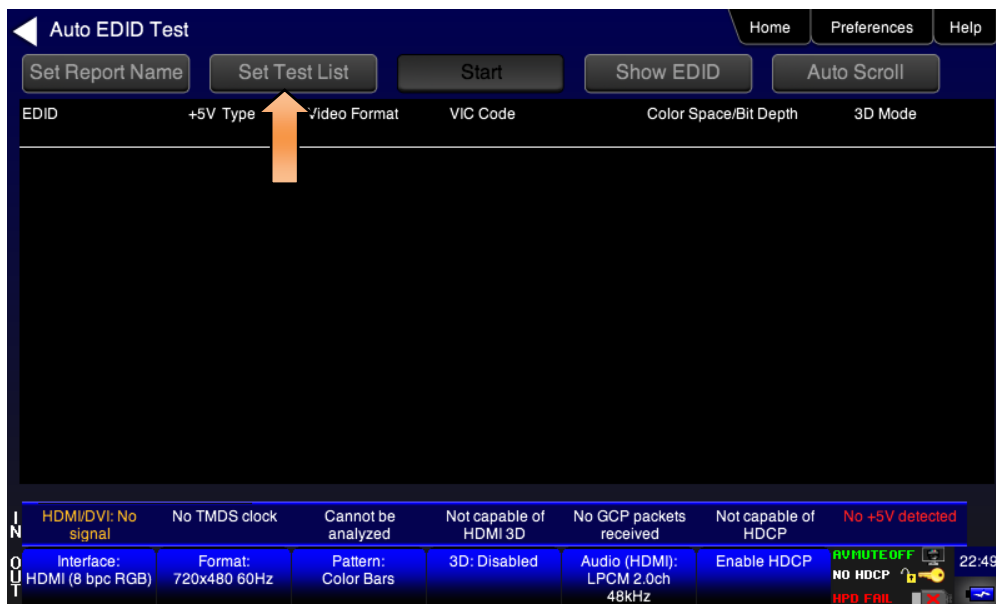 Auto EDID Test
Home
Preferences
Help
Set Report Name
Set Test List
Start
Show EDID
Auto Scroll
EDID
+5V Type
Video Format
VIC Code
Color Space/Bit Depth
3D Mode
IN
HDMI/DVI: No
signal
No TMDS clock
Cannot be
analyzed
Not capable of
HDMI 3D
No GCP packets
received
Not capable of
HDCP
No +5V detected
OUT
Interface:
HDMI (8 bpc RGB)
Format:
720x480 60Hz
Pattern:
Color Bars
3D: Disabled
Audio (HDMI):
LPCM 2.0ch
48kHz
Enable HDCP
AVMUTE OFF
NO HDCP
HPD FAIL
22:49